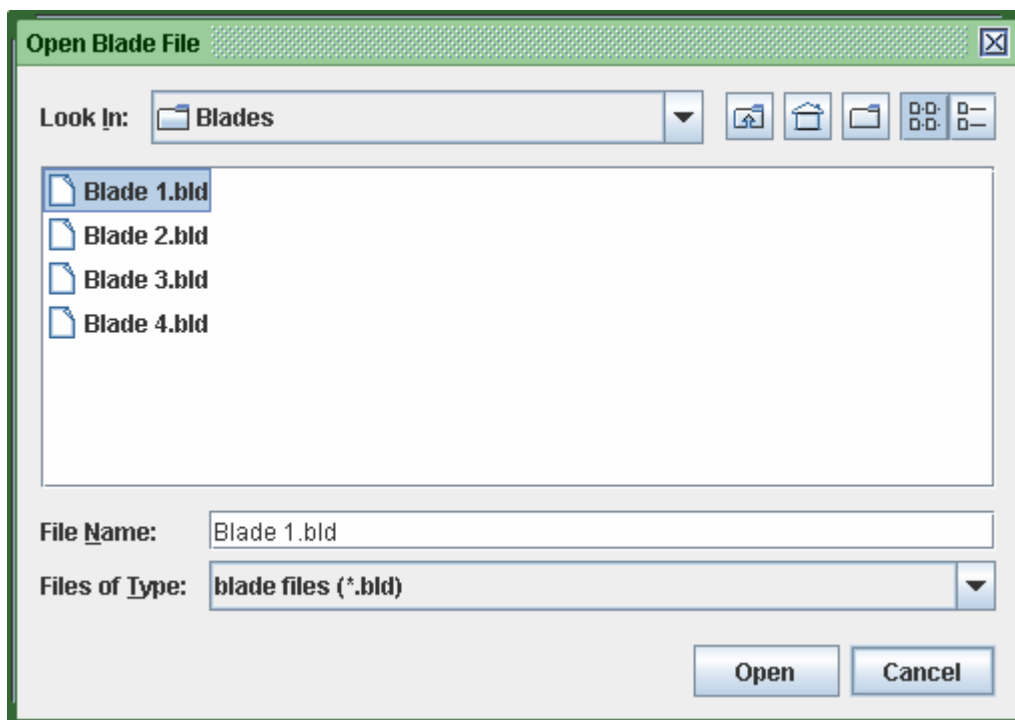 Open Blade File
Look In: Blades
Blade 1.bld
Blade 2.bld
Blade 3.bld
Blade 4.bld
File Name: Blade 1.bld
Files of Type: blade files (*.bld)
Open Cancel